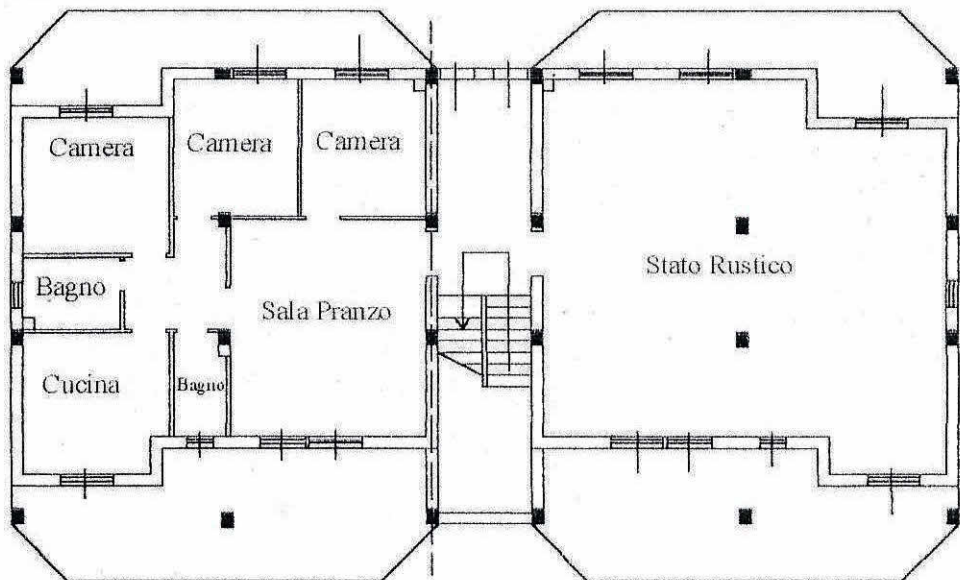 Camera
Camera
Camera
Bagno
Sala Pranzo
Stato Rustico
Cucina
Bagno